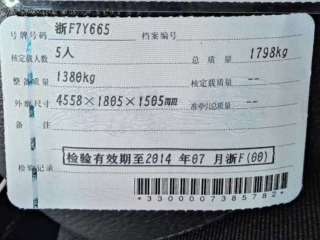 号牌号码 浙F7Y665 档案编号
核定载人数 5人 总质量 1798kg
整备质量 1380kg 核定载质量 --
外廓尺寸 4558×1805×1505mm 准牵引总质量 --
备注
检验有效期至2014年07月浙F(00)
检验记录
*3300007385782*